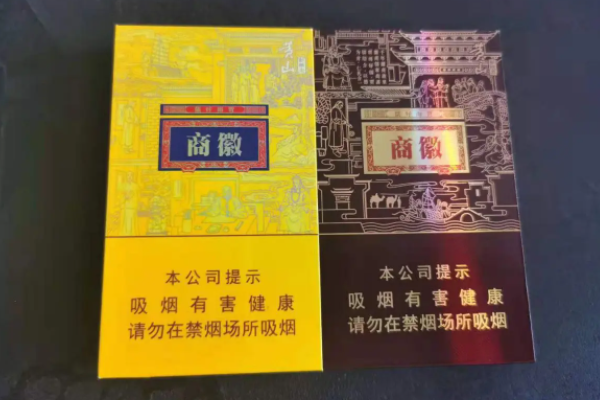 商徽
本公司提示
吸烟有害健康
请勿在禁烟场所吸烟
商徽
本公司提示
吸烟有害健康
请勿在禁烟场所吸烟